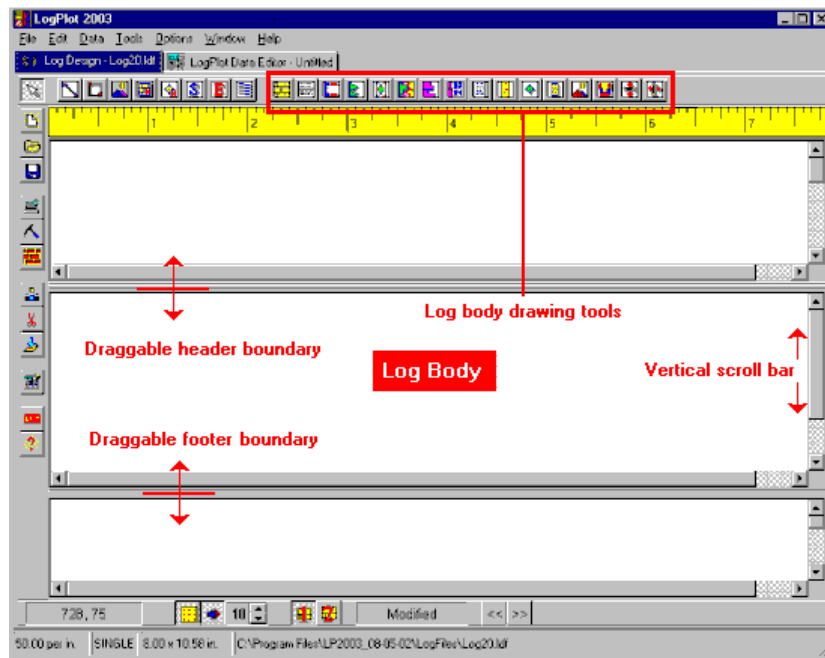 LogPlot 2003
File Edit Data Tools Options Window Help
Log Design - Log20.ldf LogPlot Data Editor - Untitled
1 2 3 4 5 6 7
Log body drawing tools
Draggable header boundary
Log Body
Vertical scroll bar
Draggable footer boundary
728, 75 10 Modified << >>
50.00 per in. SINGLE 8.00 x 10.58 in. C:\Program Files\LP2003_08-05-02\LogFiles\Log20.ldf